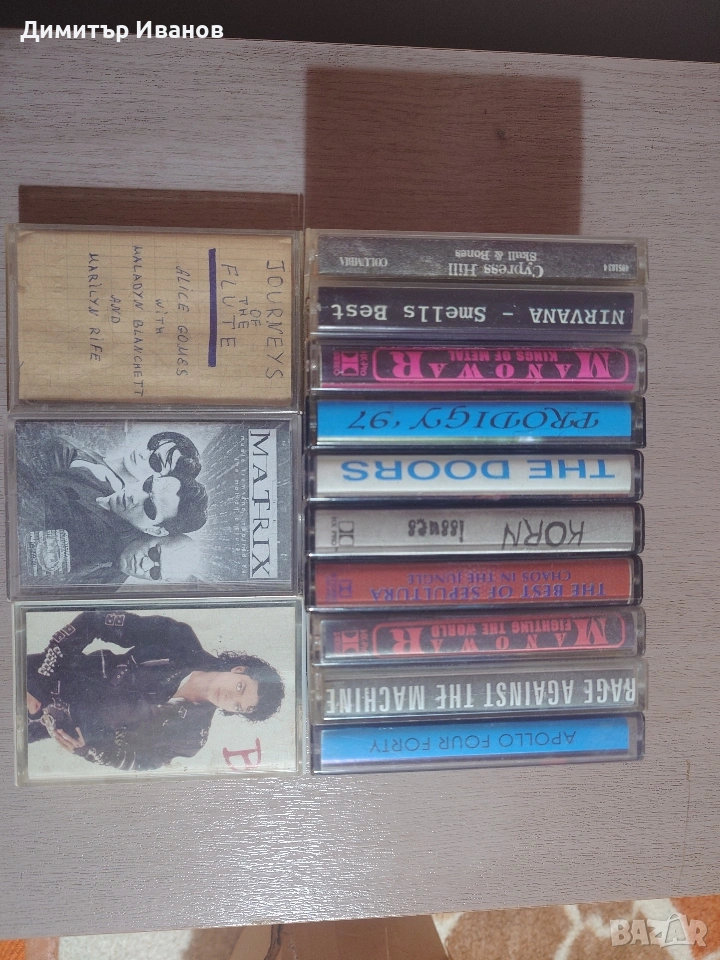 Димитър Иванов
JOURNEYS
OF
THE
FLUTE
ALICE GOMES
WITH
MALADYN BLANCHETT
AND
MARILYN RIFE
MATRIX
B
Cypress Hill
Skull & Bones
COLUMBIA
NIRVANA - Smells Best
MANOWAR
KINGS OF METAL
PRODIGY '97
THE DOORS
KORN
issues
THE BEST OF SEPULTURA
CHAOS IN THE JUNGLE
MANOWAR
FIGHTING THE WORLD
RAGE AGAINST THE MACHINE
APOLLO FOUR FORTY
BAZAR